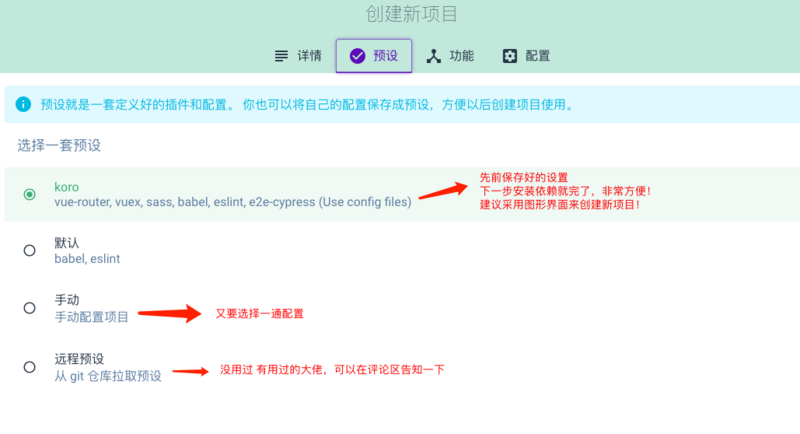 创建新项目
详情 预设 功能 配置
预设就是一套定义好的插件和配置。 你也可以将自己的配置保存成预设，方便以后创建项目使用。
选择一套预设
koro
vue-router, vuex, sass, babel, eslint, e2e-cypress (Use config files)
先前保存好的设置
下一步安装依赖就完了，非常方便！
建议采用图形界面来创建新项目！
默认
babel, eslint
手动
手动配置项目
又要选择一通配置
远程预设
从 git 仓库拉取预设
没用过 有用过的大佬，可以在评论区告知一下